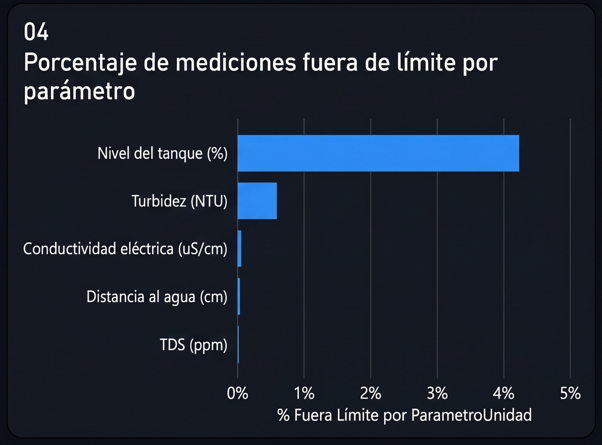 04
Porcentaje de mediciones fuera de límite por
parámetro
Nivel del tanque (%)
Turbidez (NTU)
Conductividad eléctrica (uS/cm)
Distancia al agua (cm)
TDS (ppm)
0% 1% 2% 3% 4% 5%
% Fuera Límite por ParametroUnidad